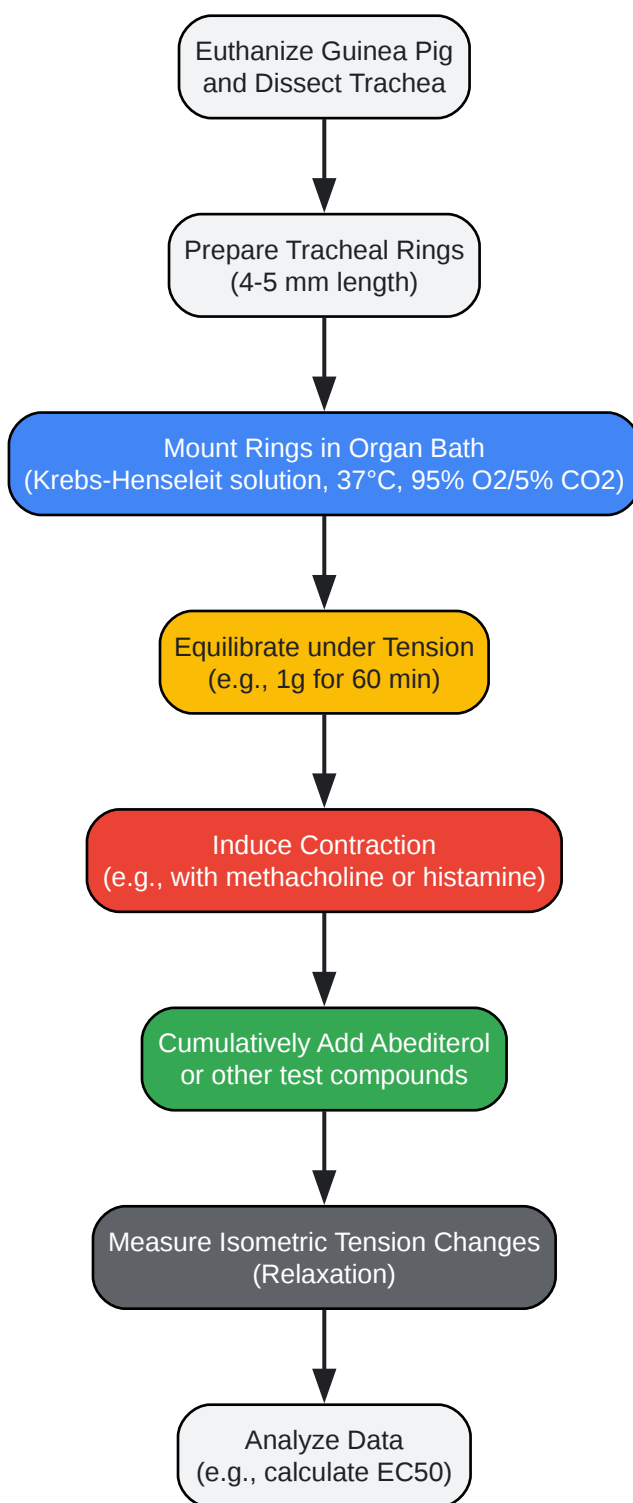 Euthanize Guinea Pig
and Dissect Trachea
Prepare Tracheal Rings
(4-5 mm length)
Mount Rings in Organ Bath
(Krebs-Henseleit solution, 37°C, 95% O2/5% CO2)
Equilibrate under Tension
(e.g., 1g for 60 min)
Induce Contraction
(e.g., with methacholine or histamine)
Cumulatively Add Abediterol
or other test compounds
Measure Isometric Tension Changes
(Relaxation)
Analyze Data
(e.g., calculate EC50)